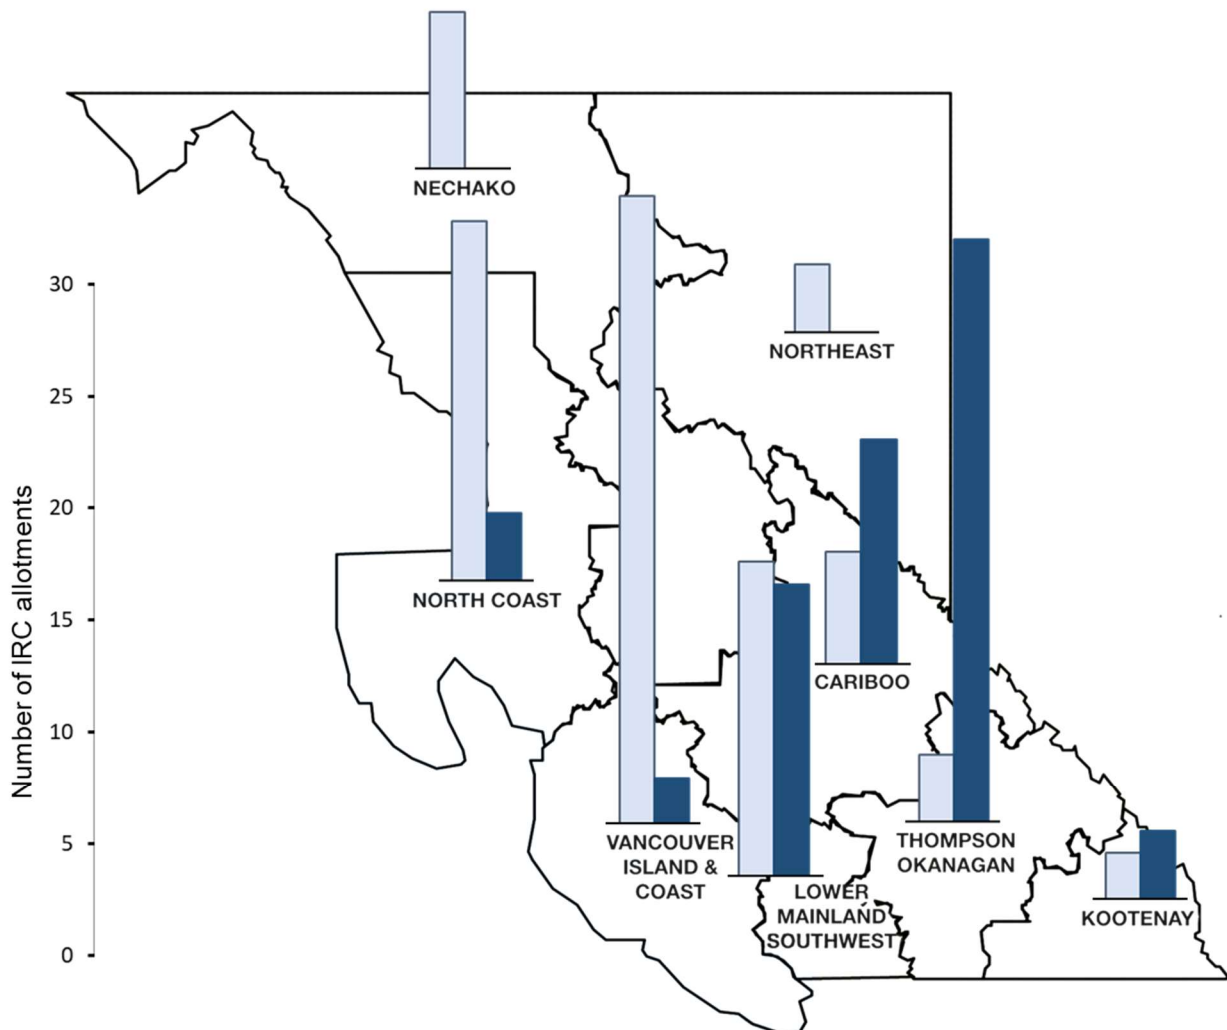 NECHAKO
NORTHEAST
30
25
20
15
10
5
0
Number of IRC allotments
NORTH COAST
CARIBOO
VANCOUVER
ISLAND &
COAST
LOWER
MAINLAND
SOUTHWEST
THOMPSON
OKANAGAN
KOOTENAY